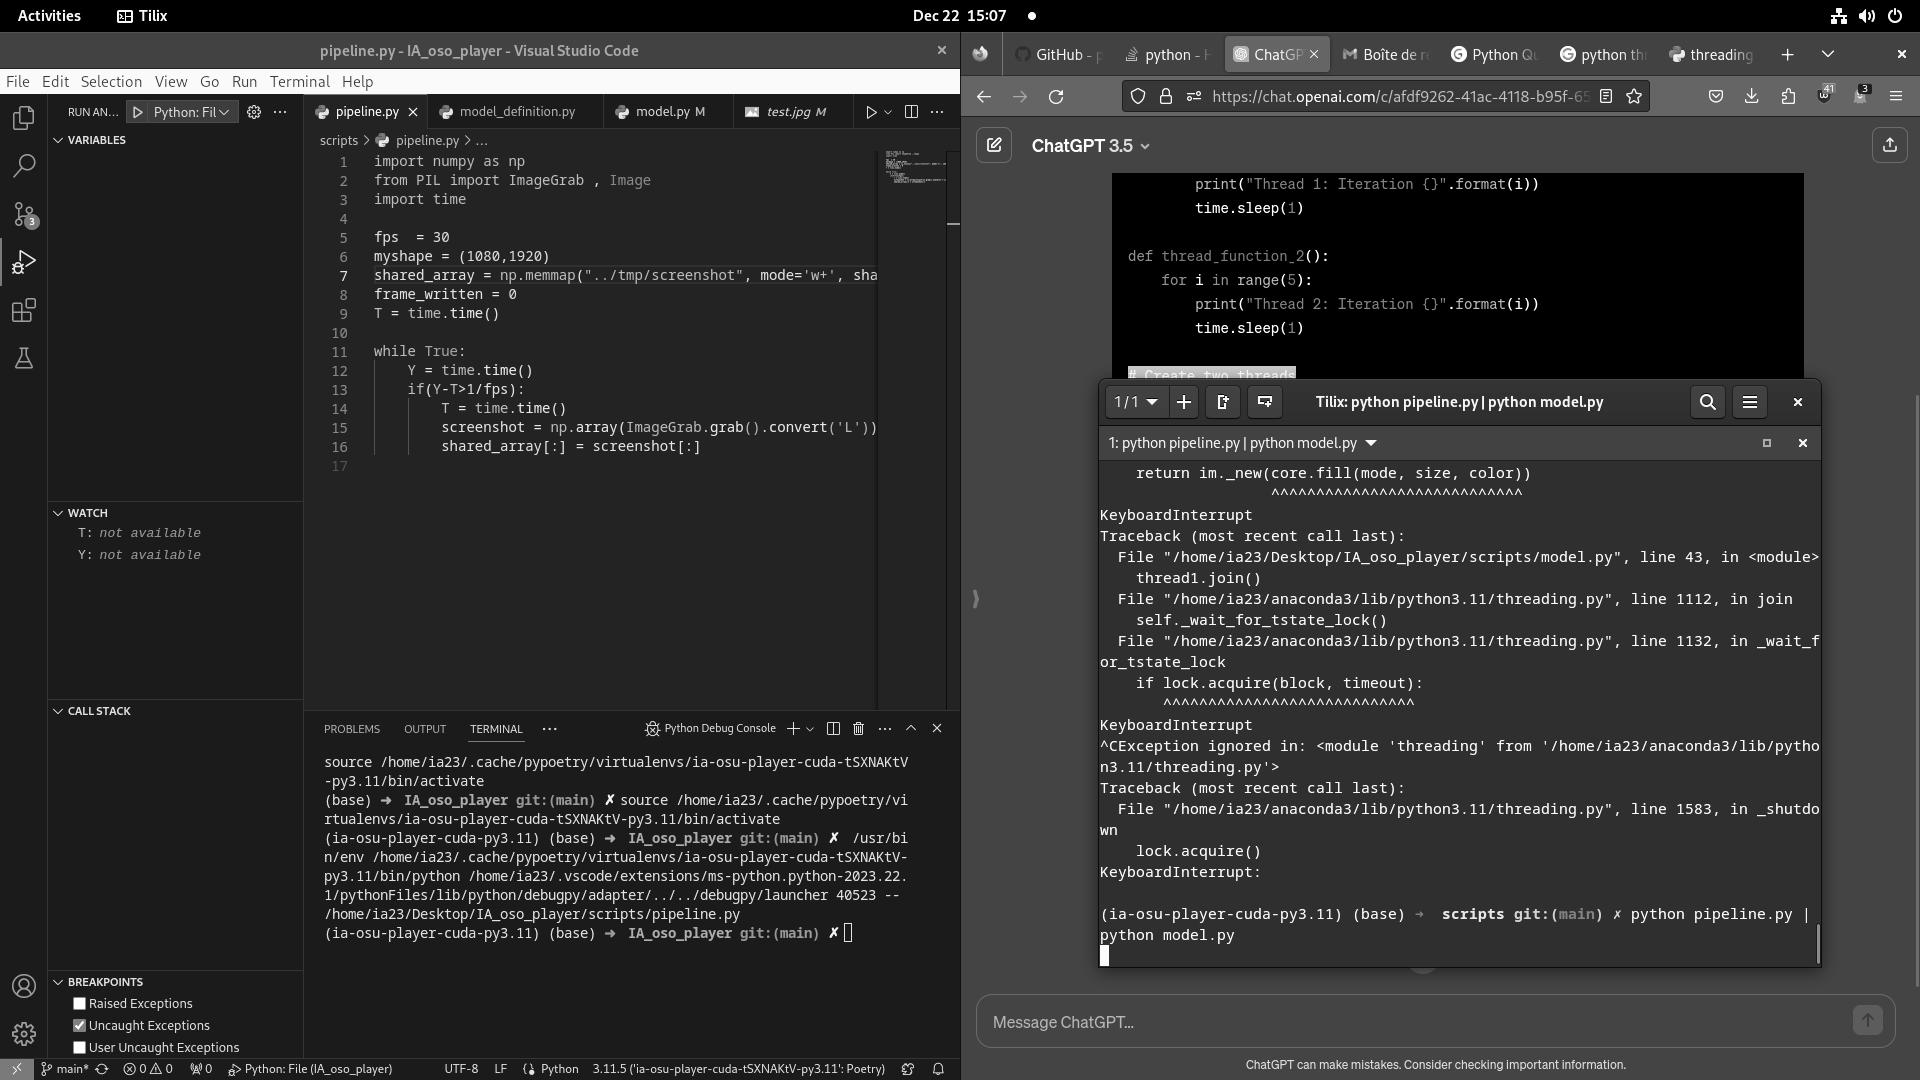 Activities
Tilix
Dec 22 15:07
pipeline.py - IA_oso_player - Visual Studio Code
File Edit Selection View Go Run Terminal Help
RUN AN...
Python: Fil
VARIABLES
WATCH
T: not available
Y: not available
CALL STACK
BREAKPOINTS
Raised Exceptions
Uncaught Exceptions
User Uncaught Exceptions
3
pipeline.py
model_definition.py
model.py M
test.jpg M
scripts > pipeline.py > ...
1 import numpy as np
2 from PIL import ImageGrab , Image
3 import time
4
5 fps  = 30
6 myshape = (1080,1920)
7 shared_array = np.memmap("../tmp/screenshot", mode='w+', sha
8 frame_written = 0
9 T = time.time()
10
11 while True:
12     Y = time.time()
13     if(Y-T>1/fps):
14         T = time.time()
15         screenshot = np.array(ImageGrab.grab().convert('L'))
16         shared_array[:] = screenshot[:]
17
PROBLEMS OUTPUT TERMINAL ...
Python Debug Console
source /home/ia23/.cache/pypoetry/virtualenvs/ia-osu-player-cuda-tSXNAKtV
-py3.11/bin/activate
(base) ➜  IA_oso_player git:(main) ✗ source /home/ia23/.cache/pypoetry/vi
rtualenvs/ia-osu-player-cuda-tSXNAKtV-py3.11/bin/activate
(ia-osu-player-cuda-py3.11) (base) ➜  IA_oso_player git:(main) ✗  /usr/bi
n/env /home/ia23/.cache/pypoetry/virtualenvs/ia-osu-player-cuda-tSXNAKtV-
py3.11/bin/python /home/ia23/.vscode/extensions/ms-python.python-2023.22.
1/pythonFiles/lib/python/debugpy/adapter/../../debugpy/launcher 40523 --
/home/ia23/Desktop/IA_oso_player/scripts/pipeline.py
(ia-osu-player-cuda-py3.11) (base) ➜  IA_oso_player git:(main) ✗
main* 0 0 0 Python: File (IA_oso_player) UTF-8 LF Python 3.11.5 ('ia-osu-player-cuda-tSXNAKtV-py3.11': Poetry)
GitHub - p
python - H
ChatGP
Boîte de r
Python Qu
python thr
threading
https://chat.openai.com/c/afdf9262-41ac-4118-b95f-65
41
3
ChatGPT 3.5
print("Thread 1: Iteration {}".format(i))
time.sleep(1)
def thread_function_2():
for i in range(5):
print("Thread 2: Iteration {}".format(i))
time.sleep(1)
# Create two threads
1 / 1
Tilix: python pipeline.py | python model.py
1: python pipeline.py | python model.py
return im._new(core.fill(mode, size, color))
^^^^^^^^^^^^^^^^^^^^^^^^^^^^
KeyboardInterrupt
Traceback (most recent call last):
File "/home/ia23/Desktop/IA_oso_player/scripts/model.py", line 43, in <module>
thread1.join()
File "/home/ia23/anaconda3/lib/python3.11/threading.py", line 1112, in join
self._wait_for_tstate_lock()
File "/home/ia23/anaconda3/lib/python3.11/threading.py", line 1132, in _wait_f
or_tstate_lock
if lock.acquire(block, timeout):
^^^^^^^^^^^^^^^^^^^^^^^^^^^^
KeyboardInterrupt
^CException ignored in: <module 'threading' from '/home/ia23/anaconda3/lib/pytho
n3.11/threading.py'>
Traceback (most recent call last):
File "/home/ia23/anaconda3/lib/python3.11/threading.py", line 1583, in _shutdo
wn
lock.acquire()
KeyboardInterrupt:
(ia-osu-player-cuda-py3.11) (base) ➜  scripts git:(main) ✗ python pipeline.py |
python model.py
Message ChatGPT...
ChatGPT can make mistakes. Consider checking important information.